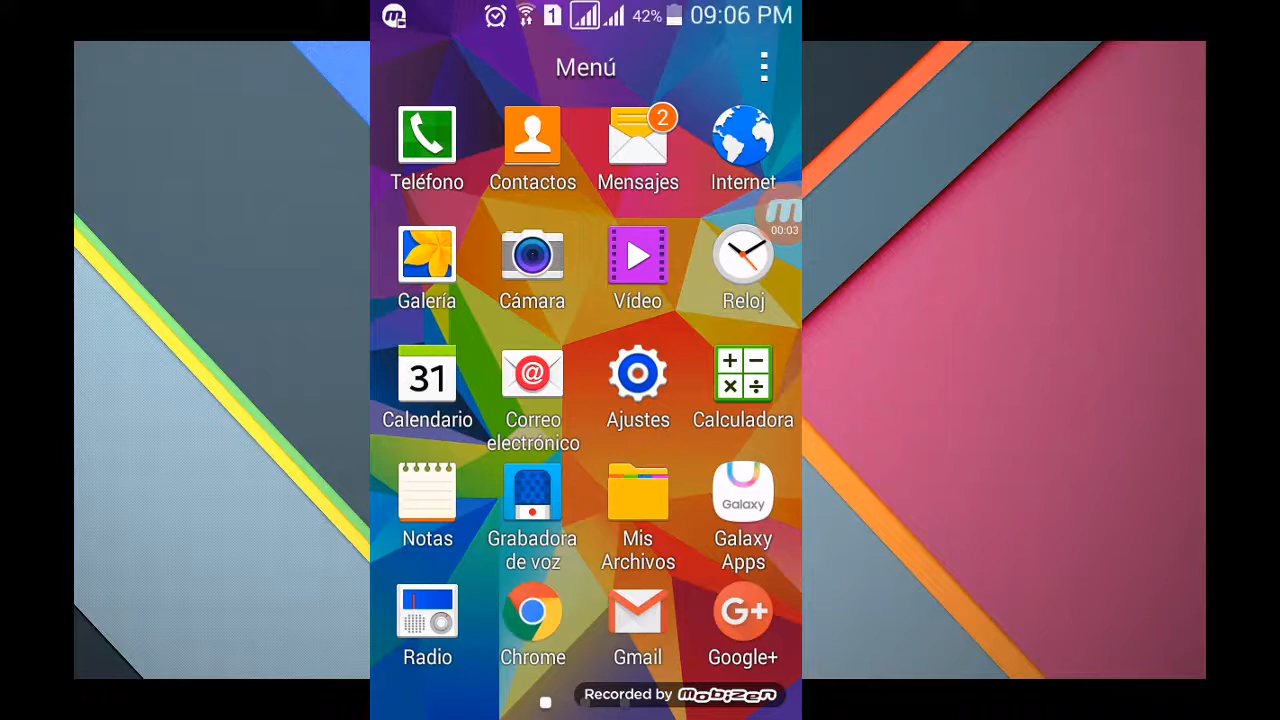 1 42% 09:06 PM
Menú
2
Teléfono Contactos Mensajes Internet
00:03
Galería Cámara Vídeo Reloj
31
@
Calendario Correo electrónico Ajustes Calculadora
Galaxy
Notas Grabadora de voz Mis Archivos Galaxy Apps
G+
Radio Chrome Gmail Google+
Recorded by mobizen